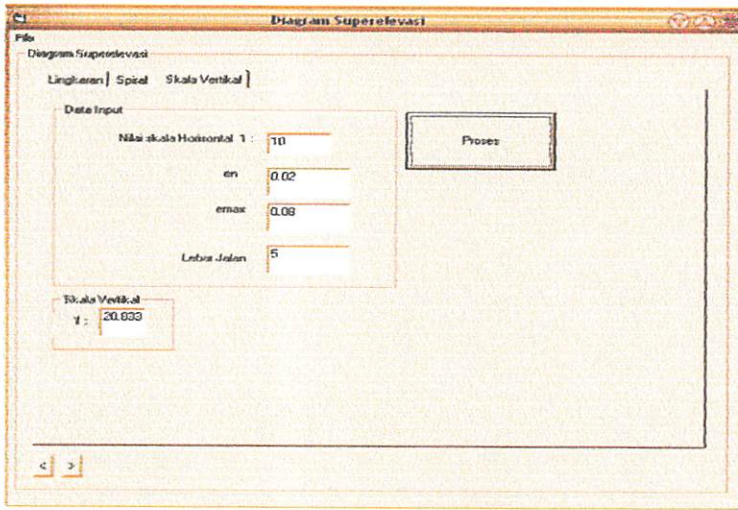 Diagram Superelevasi
File
Diagram Superelevasi
Lingkaran Spiral Skala Vertikal
Data Input
Nilai skala Horisontal 1 : 10
Proses
en 0.02
emax 0.08
Lebar Jalan 5
Skala Vertikal
1 : 20.833
< >